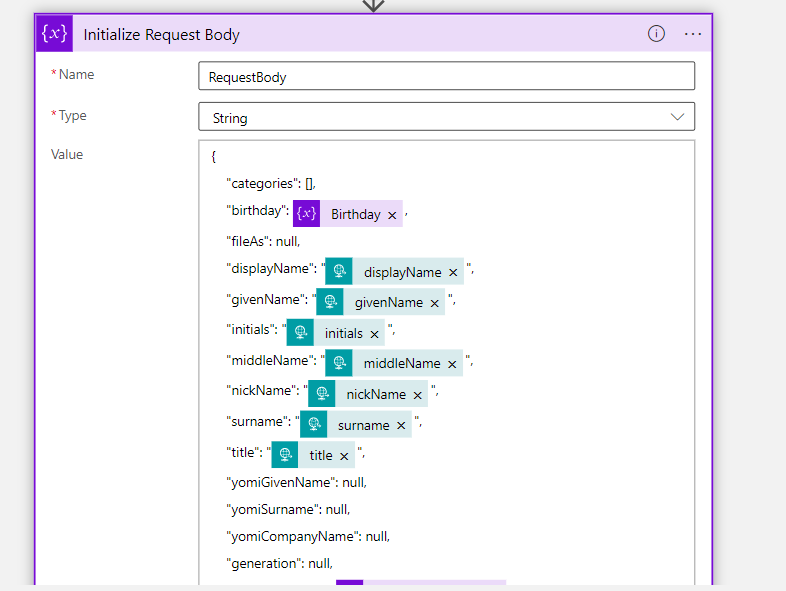 {x} Initialize Request Body
* Name RequestBody
* Type String
Value {
"categories": [],
"birthday": {x} Birthday × ,
"fileAs": null,
"displayName": " displayName × ",
"givenName": " givenName × ",
"initials": " initials × ",
"middleName": " middleName × ",
"nickName": " nickName × ",
"surname": " surname × ",
"title": " title × ",
"yomiGivenName": null,
"yomiSurname": null,
"yomiCompanyName": null,
"generation": null,